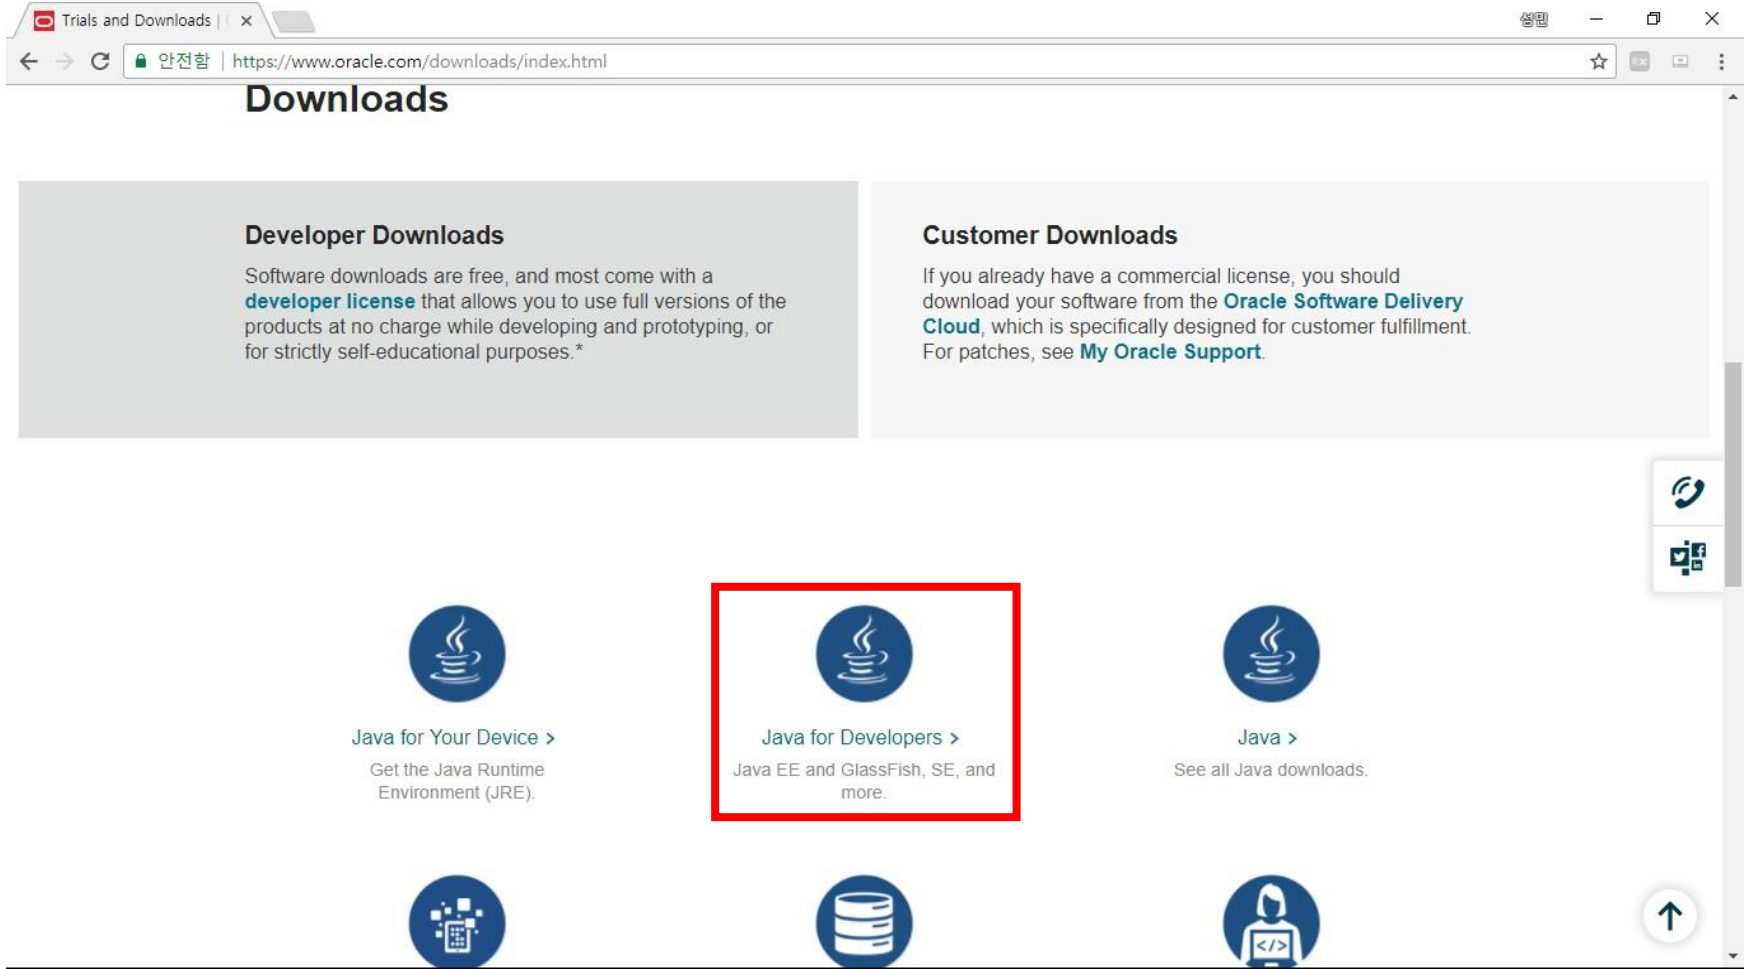 Trials and Downloads |
성민
안전함 | https://www.oracle.com/downloads/index.html
Downloads
Developer Downloads
Software downloads are free, and most come with a
developer license that allows you to use full versions of the
products at no charge while developing and prototyping, or
for strictly self-educational purposes.*
Customer Downloads
If you already have a commercial license, you should
download your software from the Oracle Software Delivery
Cloud, which is specifically designed for customer fulfillment.
For patches, see My Oracle Support.
Java for Your Device >
Get the Java Runtime
Environment (JRE).
Java for Developers >
Java EE and GlassFish, SE, and
more.
Java >
See all Java downloads.